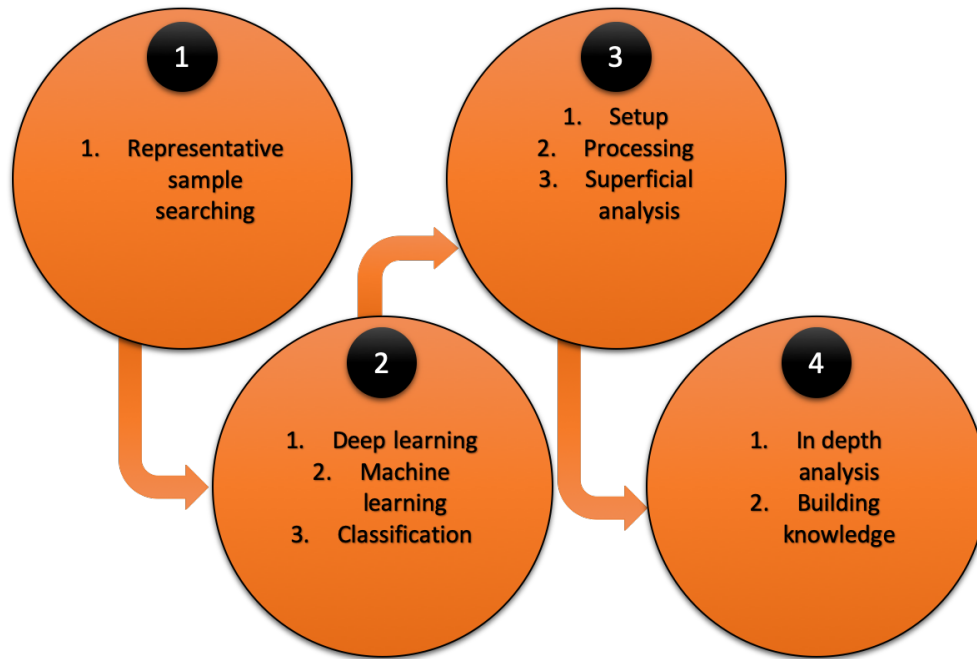 1
1. Representative
sample
searching
2
1. Deep learning
2. Machine
learning
3. Classification
3
1. Setup
2. Processing
3. Superficial
analysis
4
1. In depth
analysis
2. Building
knowledge